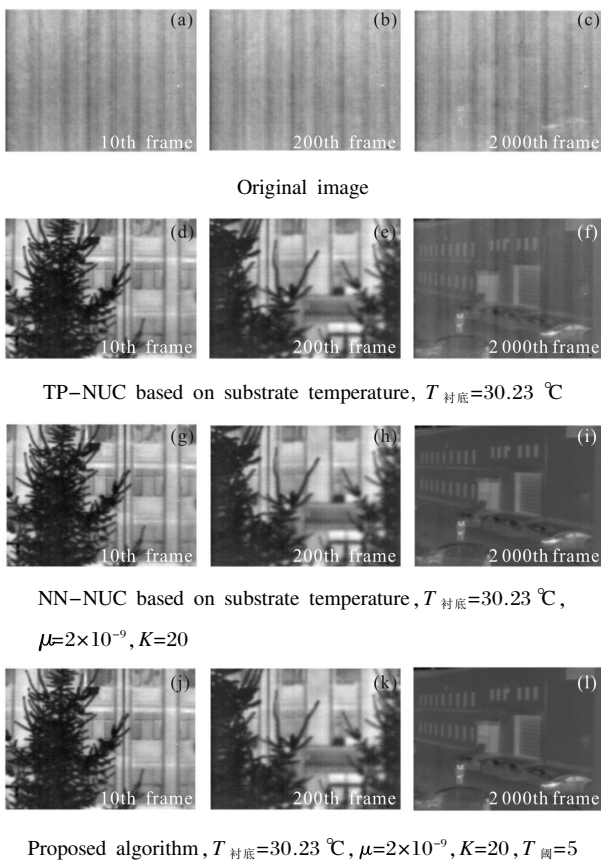 (a) (b) (c)
10th frame 200th frame 2 000th frame
Original image
(d) (e) (f)
10th frame 200th frame 2 000th frame
TP-NUC based on substrate temperature, T 衬底=30.23 ℃
(g) (h) (i)
10th frame 200th frame 2 000th frame
NN-NUC based on substrate temperature, T 衬底=30.23 ℃,
μ=2×10⁻⁹, K=20
(j) (k) (l)
10th frame 200th frame 2 000th frame
Proposed algorithm, T 衬底=30.23 ℃, μ=2×10⁻⁹, K=20, T 阈=5